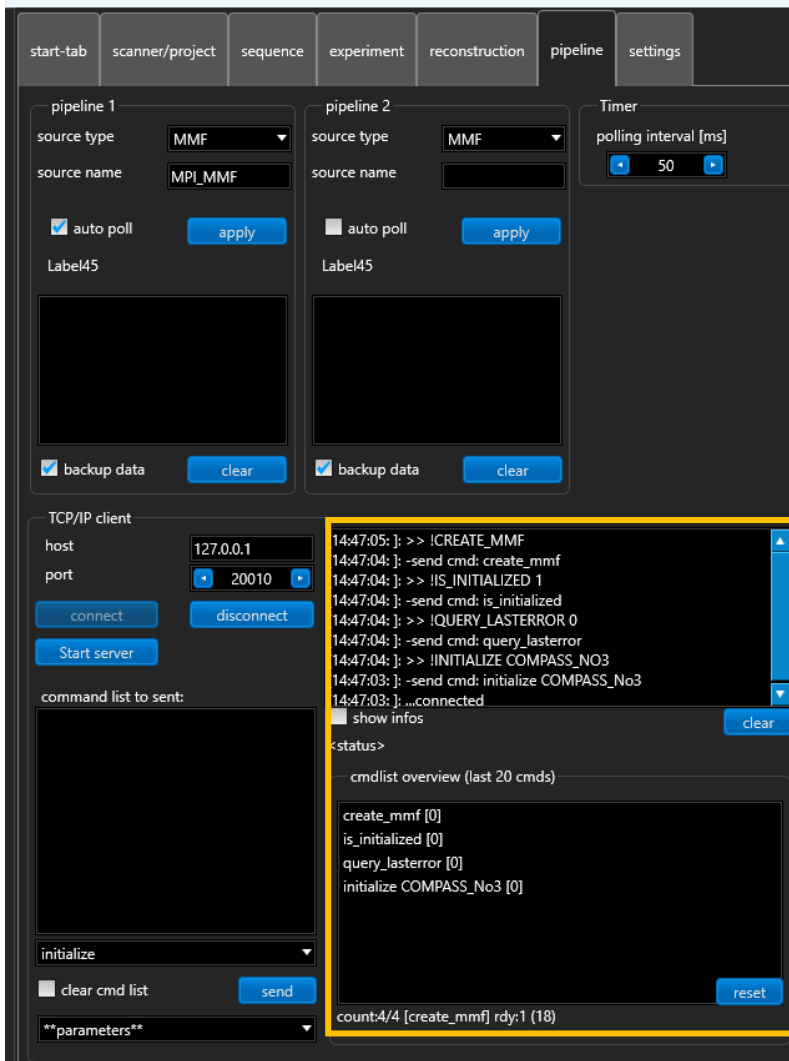 start-tab
scanner/project
sequence
experiment
reconstruction
pipeline
settings
pipeline 1
source type
MMF
source name
MPI_MMF
auto poll
apply
Label45
backup data
clear
pipeline 2
source type
MMF
source name
auto poll
apply
Label45
backup data
clear
Timer
polling interval [ms]
50
TCP/IP client
host
127.0.0.1
port
20010
connect
disconnect
Start server
command list to sent:
initialize
clear cmd list
send
**parameters**
14:47:05: ]: >> !CREATE_MMF
14:47:04: ]: -send cmd: create_mmf
14:47:04: ]: >> !IS_INITIALIZED 1
14:47:04: ]: -send cmd: is_initialized
14:47:04: ]: >> !QUERY_LASTERROR 0
14:47:04: ]: -send cmd: query_lasterror
14:47:04: ]: >> !INITIALIZE COMPASS_NO3
14:47:03: ]: -send cmd: initialize COMPASS_No3
14:47:03: ]: ...connected
show infos
clear
<status>
cmdlist overview (last 20 cmds)
create_mmf [0]
is_initialized [0]
query_lasterror [0]
initialize COMPASS_No3 [0]
reset
count:4/4 [create_mmf] rdy:1 (18)